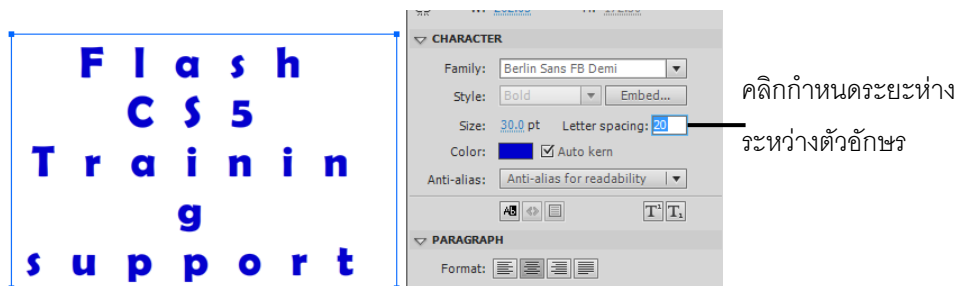 F l a s h
C S 5
T r a i n i n
g
s u p p o r t
CHARACTER
Family: Berlin Sans FB Demi
Style: Bold Embed...
Size: 30.0 pt Letter spacing: 20
Color: Auto kern
Anti-alias: Anti-alias for readability
PARAGRAPH
Format:
คลิกกำหนดระยะห่าง
ระหว่างตัวอักษร